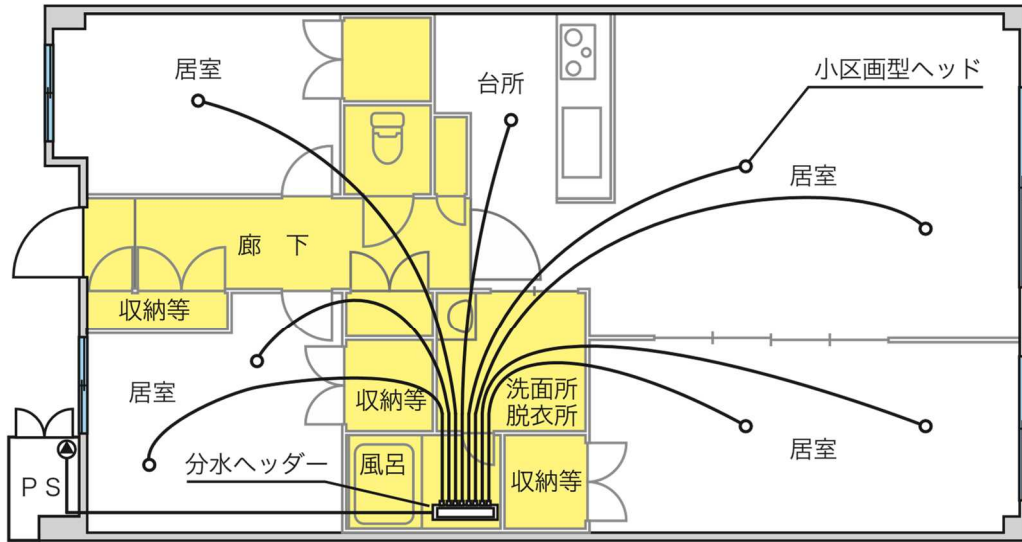 居室
台所
小区画型ヘッド
居室
廊 下
収納等
居室
収納等
洗面所
脱衣所
居室
分水ヘッダー
風呂
収納等
PS